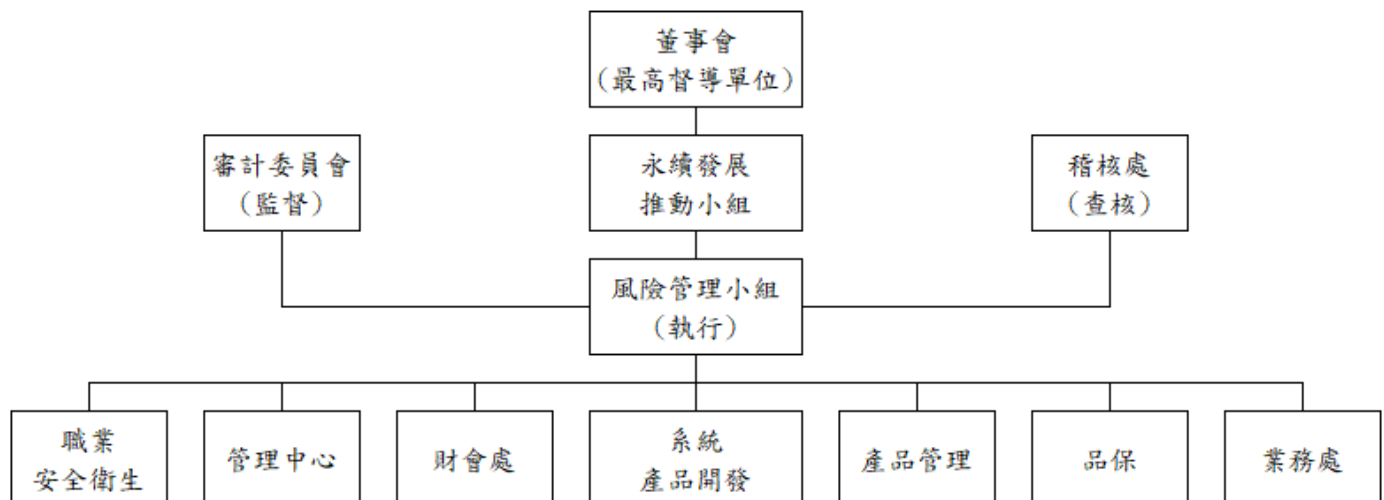 董事會
(最高督導單位)
審計委員會
(監督)
永續發展
推動小組
稽核處
(查核)
風險管理小組
(執行)
職業
安全衛生
管理中心
財會處
系統
產品開發
產品管理
品保
業務處